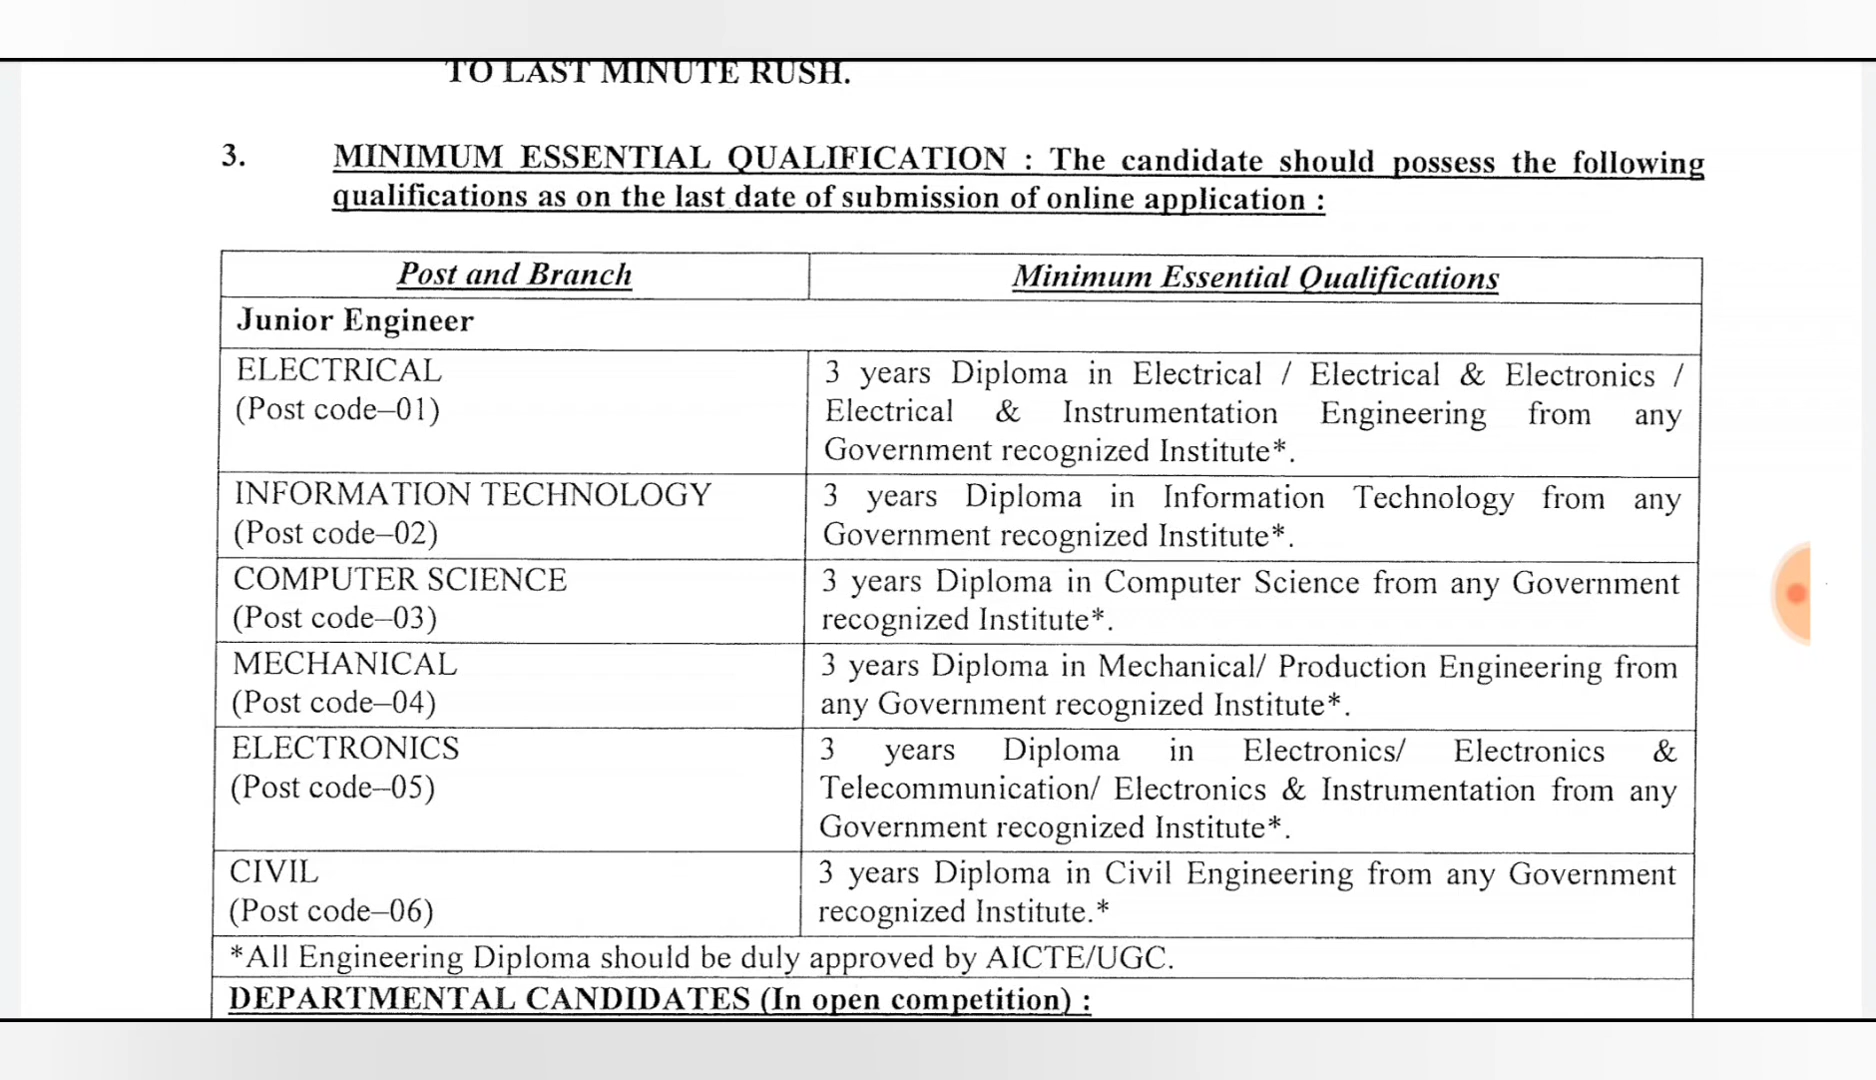 TO LAST MINUTE RUSH.
3. MINIMUM ESSENTIAL QUALIFICATION : The candidate should possess the following
qualifications as on the last date of submission of online application :
Post and Branch Minimum Essential Qualifications
Junior Engineer
ELECTRICAL
(Post code–01)
3 years Diploma in Electrical / Electrical & Electronics /
Electrical & Instrumentation Engineering from any
Government recognized Institute*.
INFORMATION TECHNOLOGY
(Post code–02)
3 years Diploma in Information Technology from any
Government recognized Institute*.
COMPUTER SCIENCE
(Post code–03)
3 years Diploma in Computer Science from any Government
recognized Institute*.
MECHANICAL
(Post code–04)
3 years Diploma in Mechanical/ Production Engineering from
any Government recognized Institute*.
ELECTRONICS
(Post code–05)
3 years Diploma in Electronics/ Electronics &
Telecommunication/ Electronics & Instrumentation from any
Government recognized Institute*.
CIVIL
(Post code–06)
3 years Diploma in Civil Engineering from any Government
recognized Institute.*
*All Engineering Diploma should be duly approved by AICTE/UGC.
DEPARTMENTAL CANDIDATES (In open competition) :